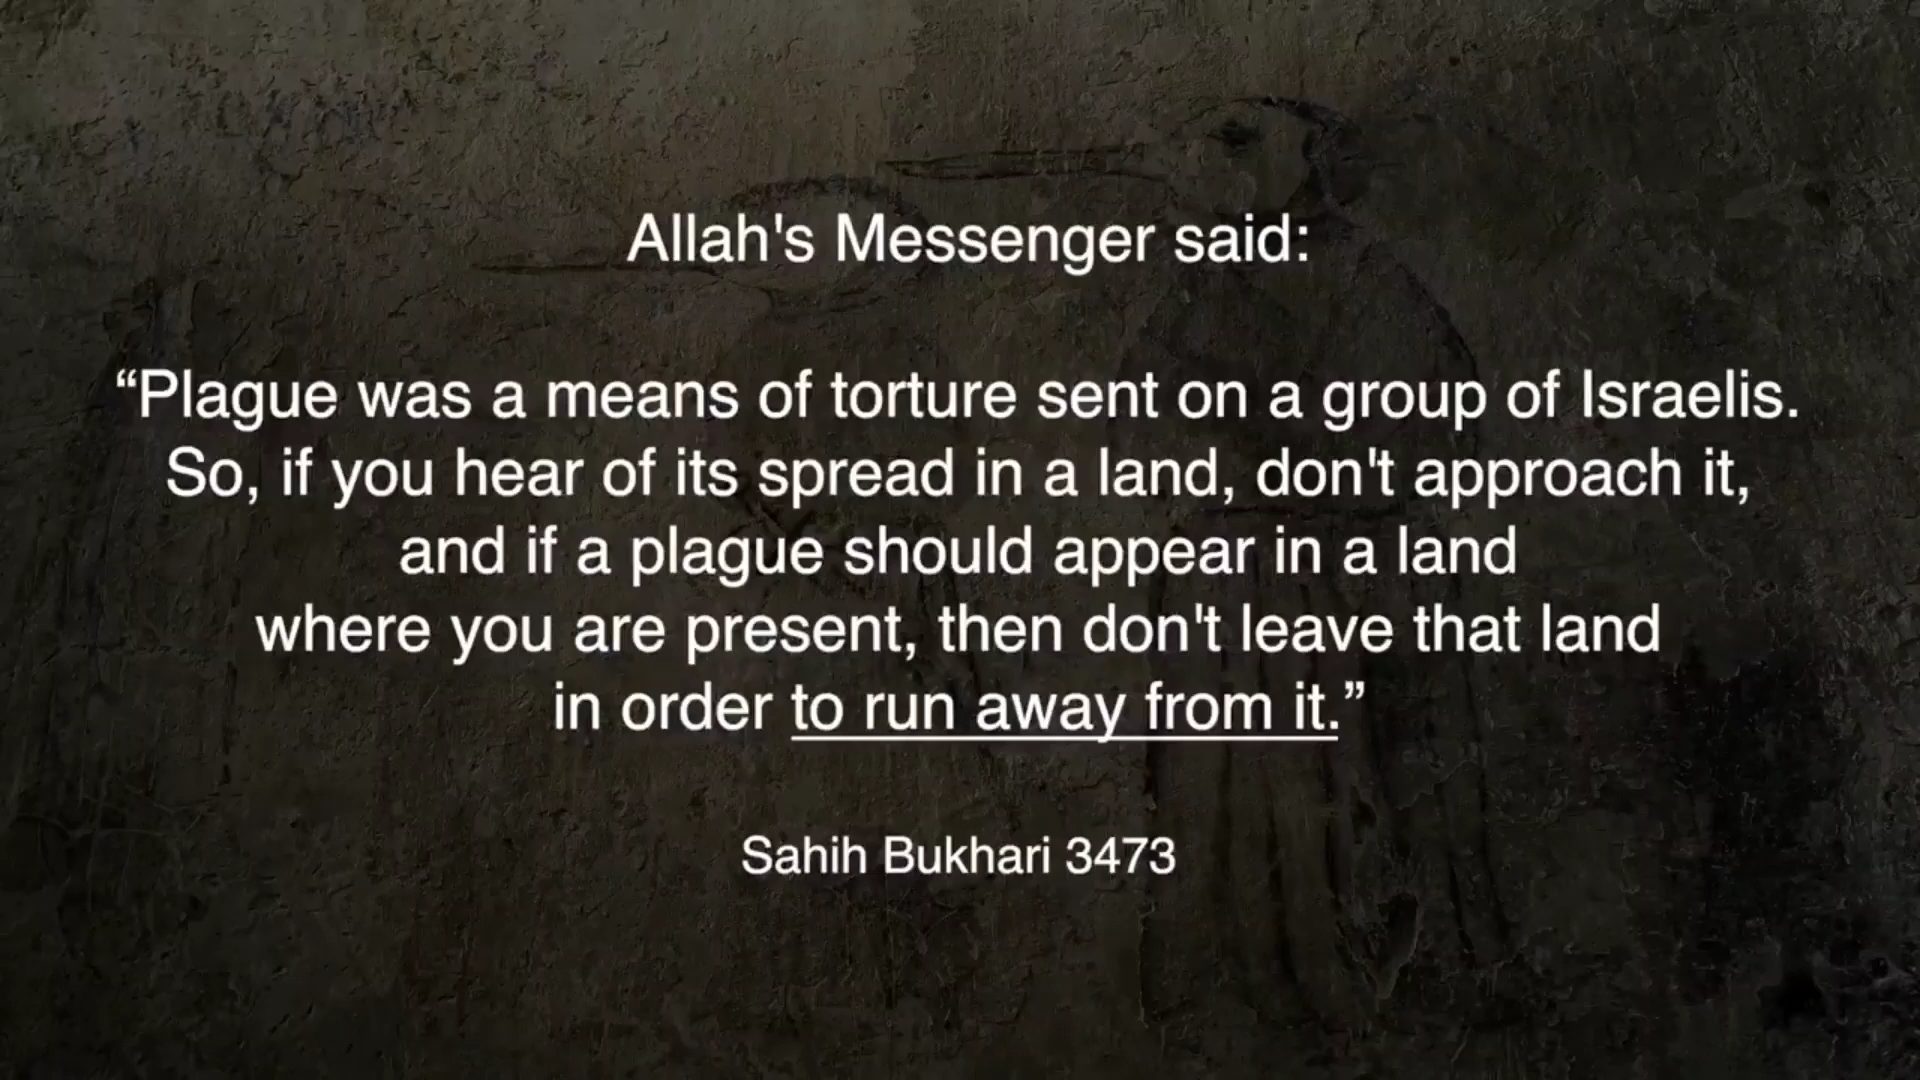 Allah's Messenger said:
“Plague was a means of torture sent on a group of Israelis.
So, if you hear of its spread in a land, don't approach it,
and if a plague should appear in a land
where you are present, then don't leave that land
in order to run away from it.”
Sahih Bukhari 3473